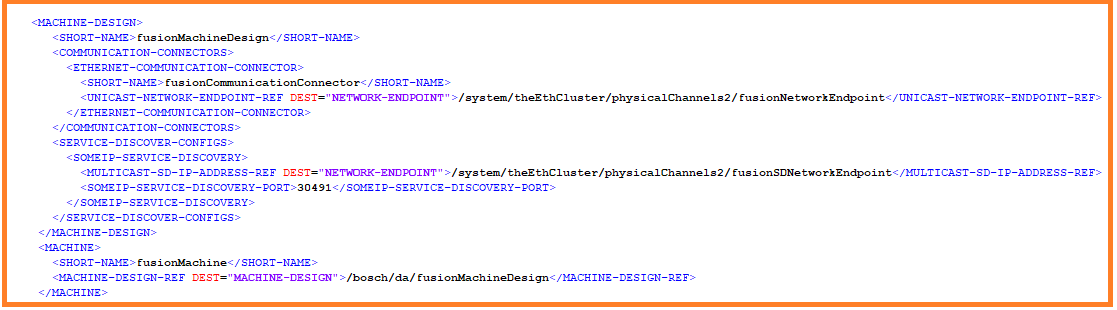 <MACHINE-DESIGN>
<SHORT-NAME>fusionMachineDesign</SHORT-NAME>
<COMMUNICATION-CONNECTORS>
<ETHERNET-COMMUNICATION-CONNECTOR>
<SHORT-NAME>fusionCommunicationConnector</SHORT-NAME>
<UNICAST-NETWORK-ENDPOINT-REF DEST="NETWORK-ENDPOINT">/system/theEthCluster/physicalChannels2/fusionNetworkEndpoint</UNICAST-NETWORK-ENDPOINT-REF>
</ETHERNET-COMMUNICATION-CONNECTOR>
</COMMUNICATION-CONNECTORS>
<SERVICE-DISCOVER-CONFIGS>
<SOMEIP-SERVICE-DISCOVERY>
<MULTICAST-SD-IP-ADDRESS-REF DEST="NETWORK-ENDPOINT">/system/theEthCluster/physicalChannels2/fusionSDNetworkEndpoint</MULTICAST-SD-IP-ADDRESS-REF>
<SOMEIP-SERVICE-DISCOVERY-PORT>30491</SOMEIP-SERVICE-DISCOVERY-PORT>
</SOMEIP-SERVICE-DISCOVERY>
</SERVICE-DISCOVER-CONFIGS>
</MACHINE-DESIGN>
<MACHINE>
<SHORT-NAME>fusionMachine</SHORT-NAME>
<MACHINE-DESIGN-REF DEST="MACHINE-DESIGN">/bosch/da/fusionMachineDesign</MACHINE-DESIGN-REF>
</MACHINE>